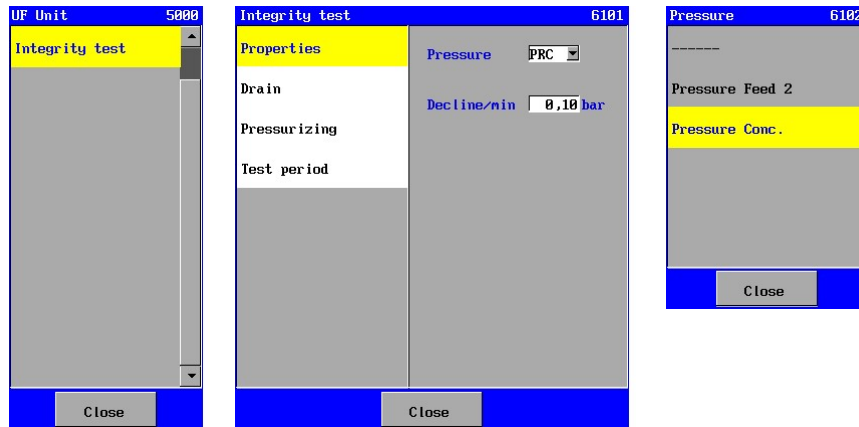 UF Unit 5000
Integrity test
Close
Integrity test 6101
Properties
Drain
Pressurizing
Test period
Pressure PRC
Decline/min 0,10 bar
Close
Pressure 6102
------
Pressure Feed 2
Pressure Conc.
Close